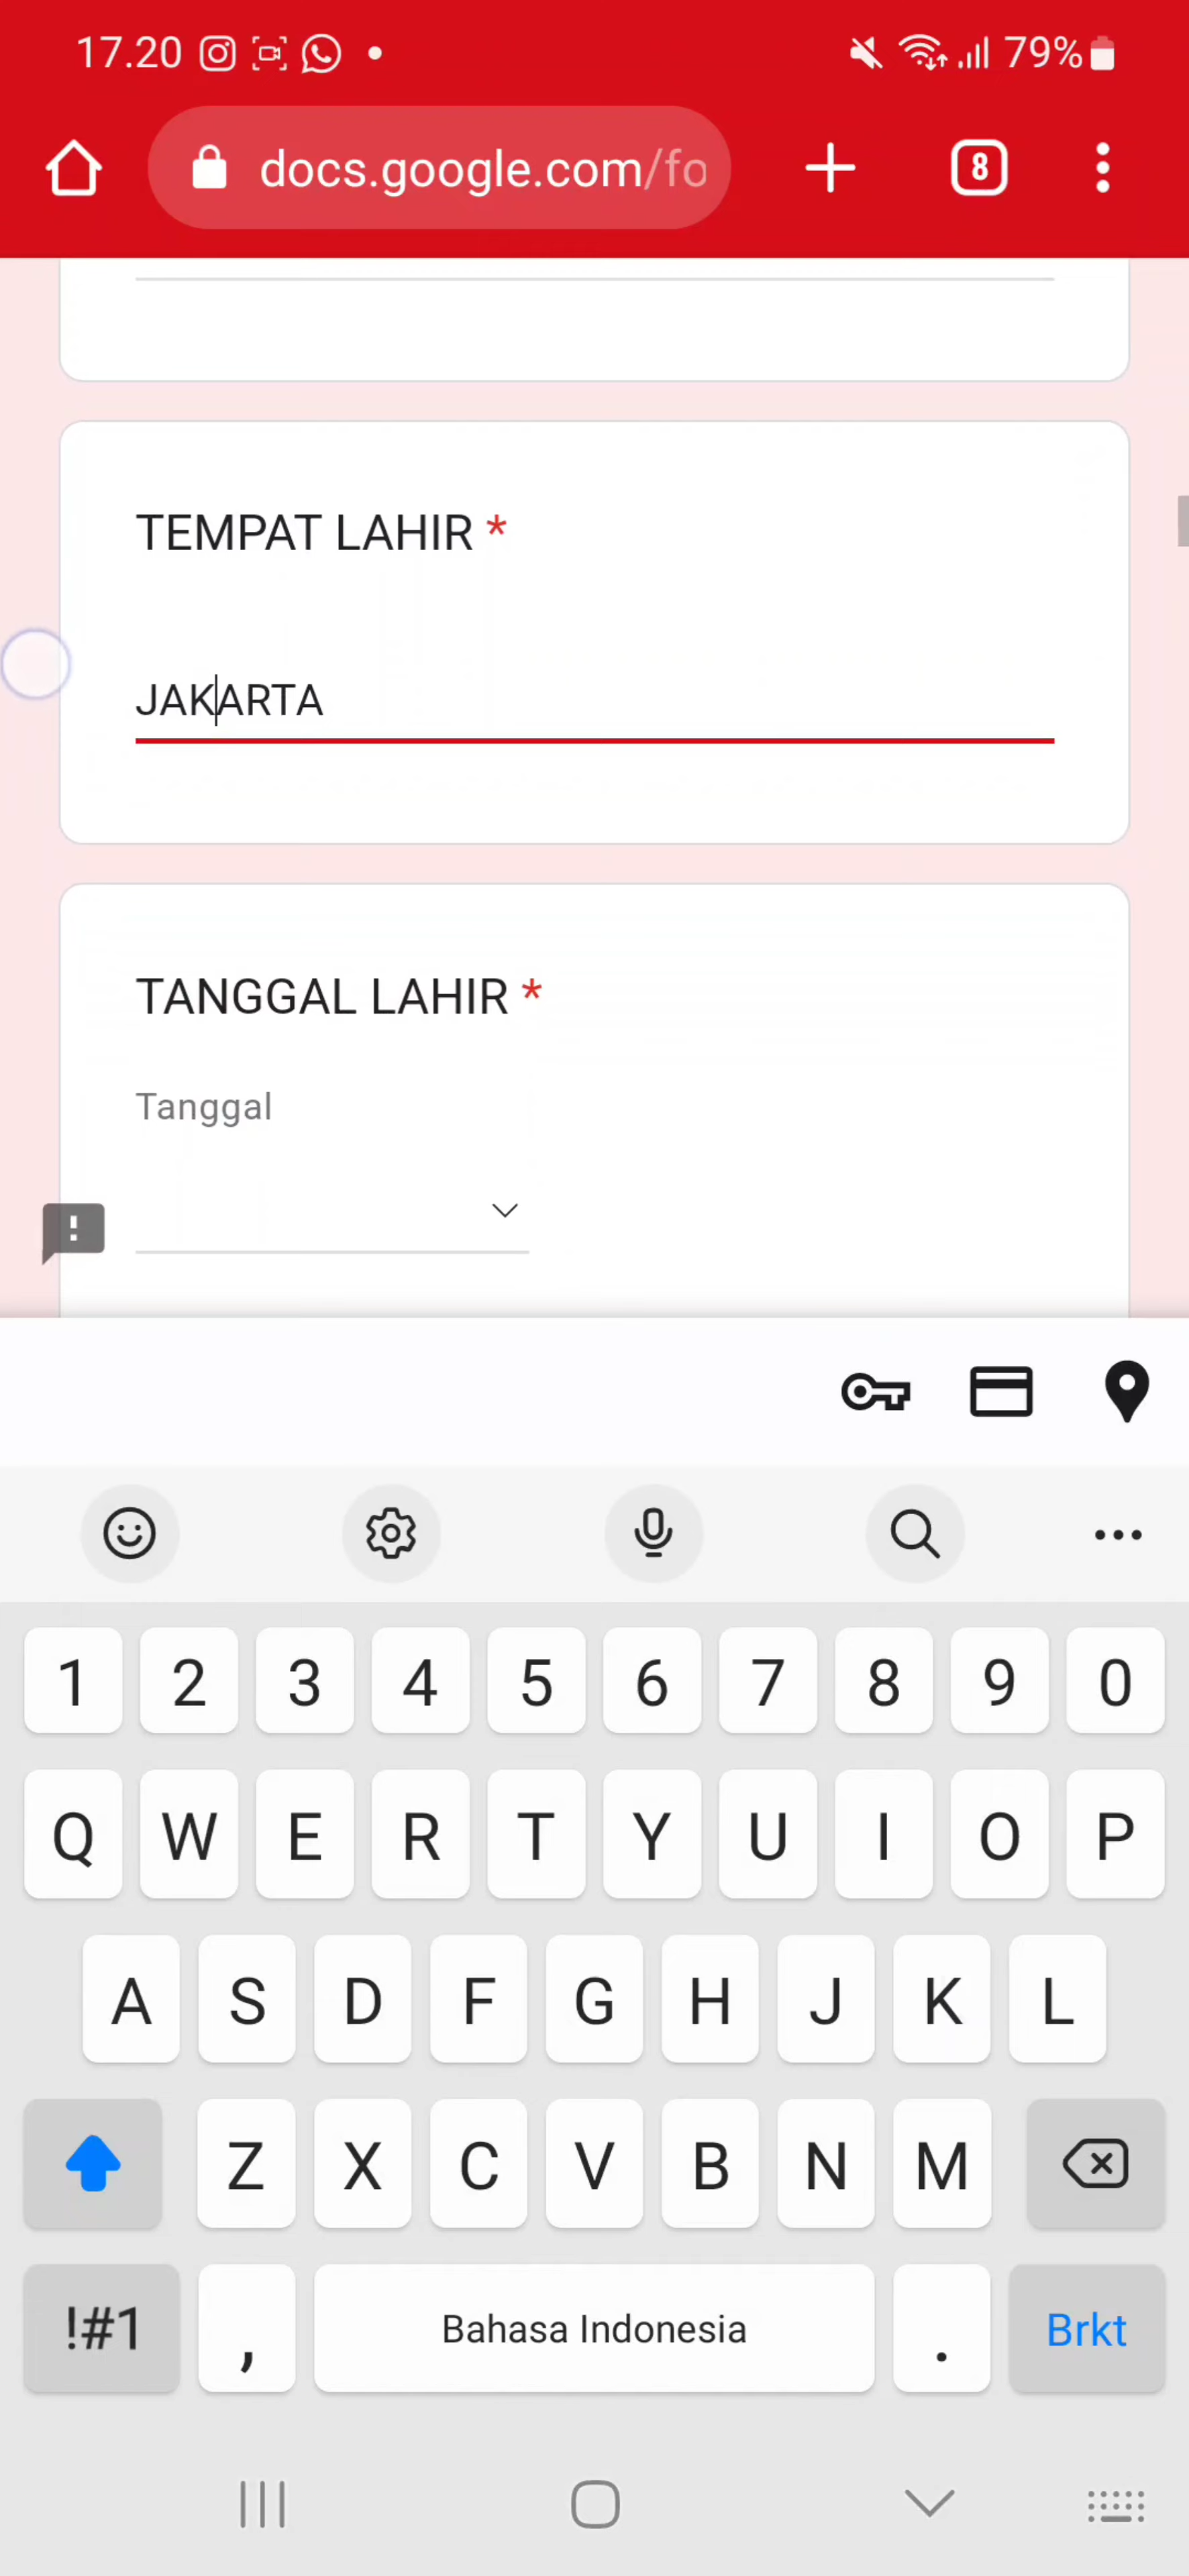 17.20 79%
docs.google.com/fo 8
TEMPAT LAHIR *
JAKARTA
TANGGAL LAHIR *
Tanggal
!
1 2 3 4 5 6 7 8 9 0
Q W E R T Y U I O P
A S D F G H J K L
Z X C V B N M
!#1 , Bahasa Indonesia . Brkt